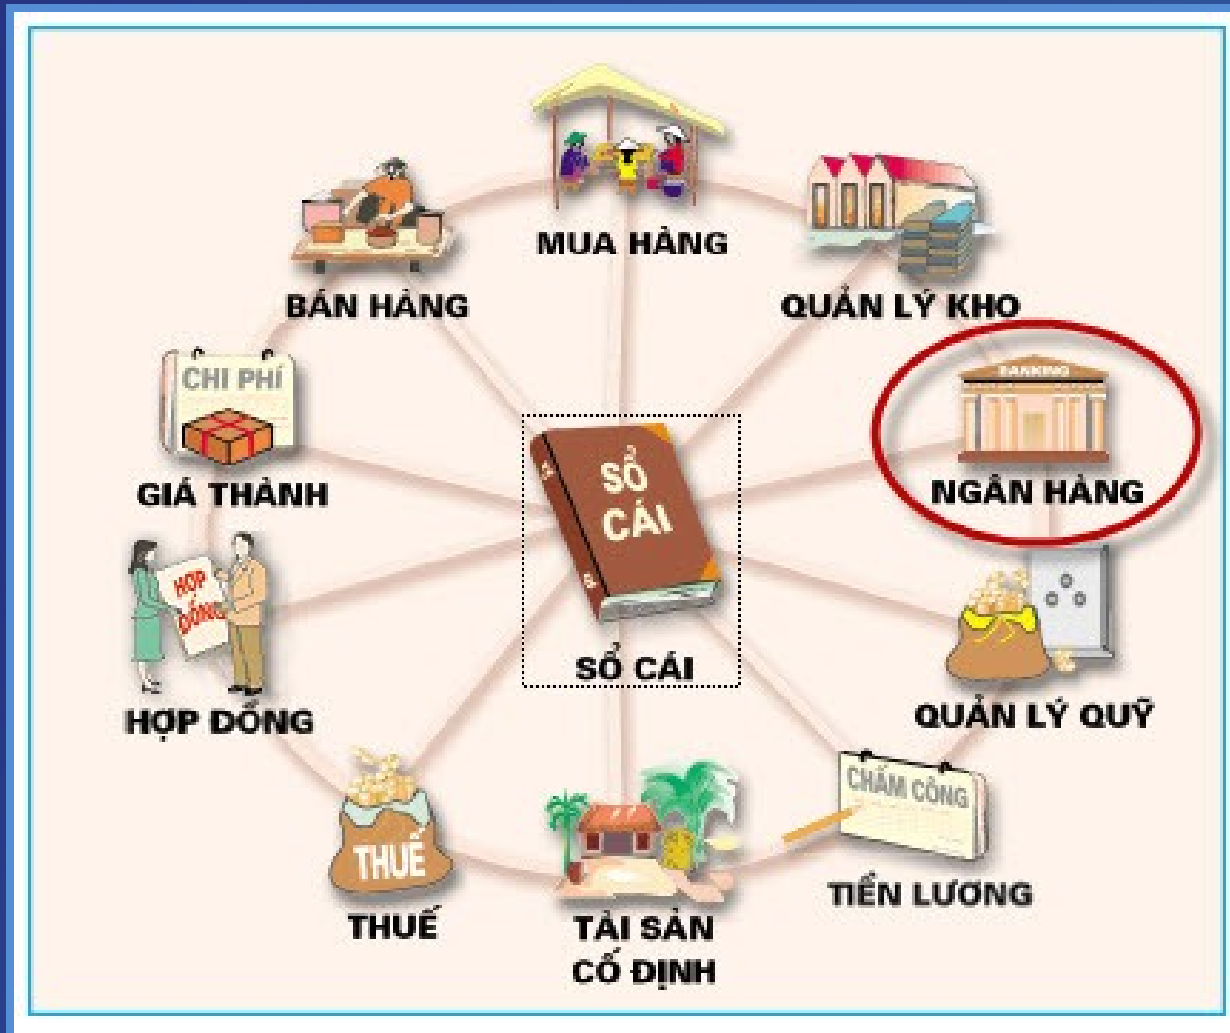 MUA HÀNG
BÁN HÀNG
QUẢN LÝ KHO
CHI PHÍ
BANKING
GIÁ THÀNH
SỔ
CÁI
NGÂN HÀNG
HỢP
ĐỒNG
SỔ CÁI
HỢP ĐỒNG
QUẢN LÝ QUỸ
CHẤM CÔNG
THUẾ
TIỀN LƯƠNG
THUẾ
TÀI SẢN
CỐ ĐỊNH